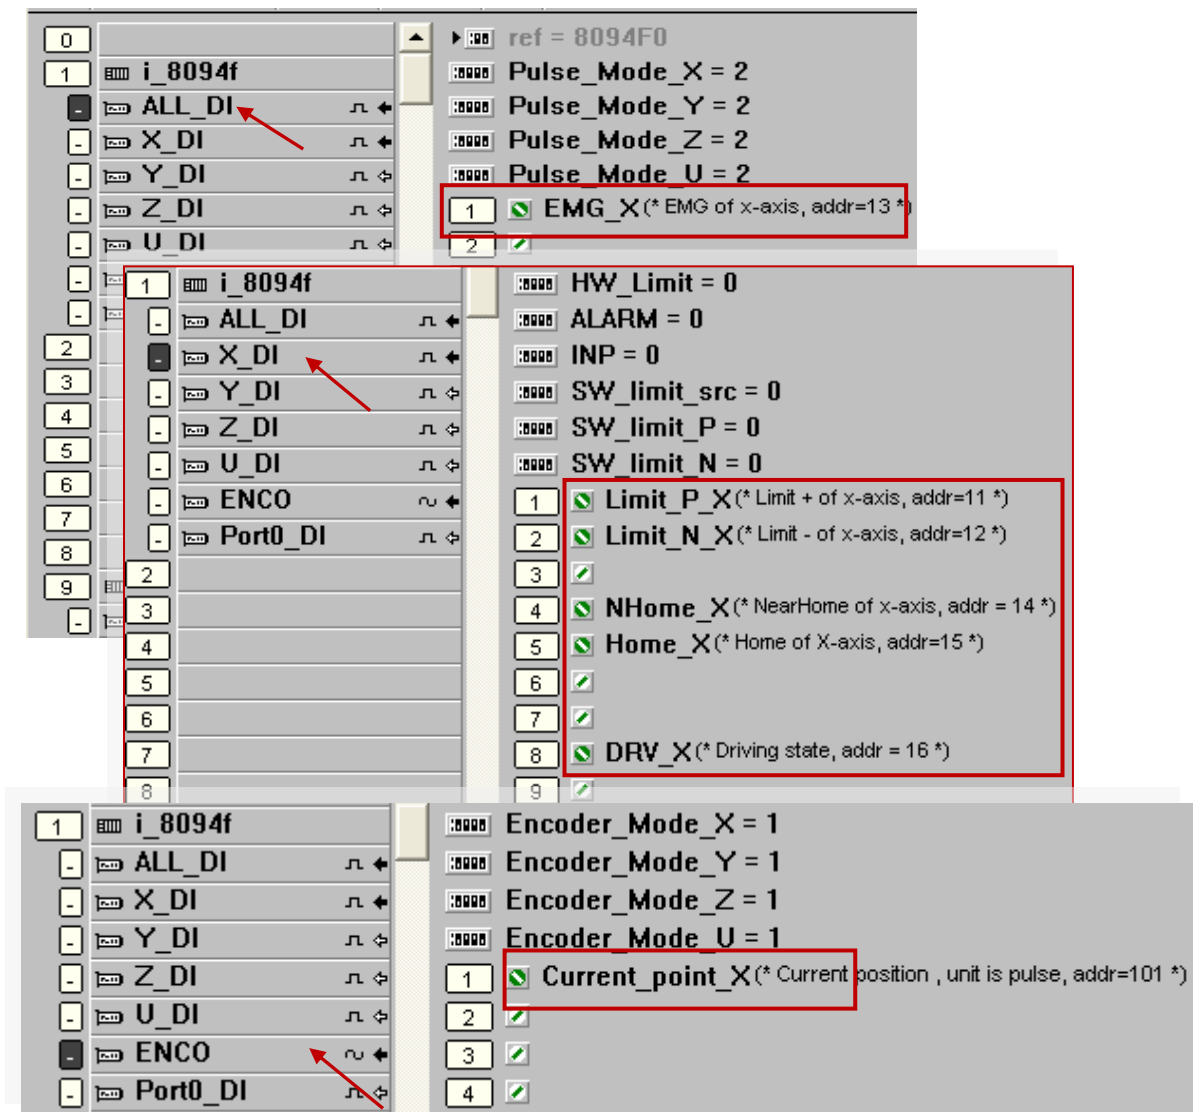 0
ref = 8094F0
1 i_8094f
Pulse_Mode_X = 2
- ALL_DI
Pulse_Mode_Y = 2
- X_DI
Pulse_Mode_Z = 2
- Y_DI
Pulse_Mode_U = 2
- Z_DI
1 EMG_X (* EMG of x-axis, addr=13 *)
- U_DI
2
-
-
2
3
4
5
6
7
8
9
-
1 i_8094f
HW_Limit = 0
- ALL_DI
ALARM = 0
- X_DI
INP = 0
- Y_DI
SW_limit_src = 0
- Z_DI
SW_limit_P = 0
- U_DI
SW_limit_N = 0
- ENCO
1 Limit_P_X (* Limit + of x-axis, addr=11 *)
- Port0_DI
2 Limit_N_X (* Limit - of x-axis, addr=12 *)
2
3
3
4 NHome_X (* NearHome of x-axis, addr = 14 *)
4
5 Home_X (* Home of X-axis, addr=15 *)
5
6
6
7
7
8 DRV_X (* Driving state, addr = 16 *)
8
9
1 i_8094f
Encoder_Mode_X = 1
- ALL_DI
Encoder_Mode_Y = 1
- X_DI
Encoder_Mode_Z = 1
- Y_DI
Encoder_Mode_U = 1
- Z_DI
1 Current_point_X (* Current position , unit is pulse, addr=101 *)
- U_DI
2
- ENCO
3
- Port0_DI
4